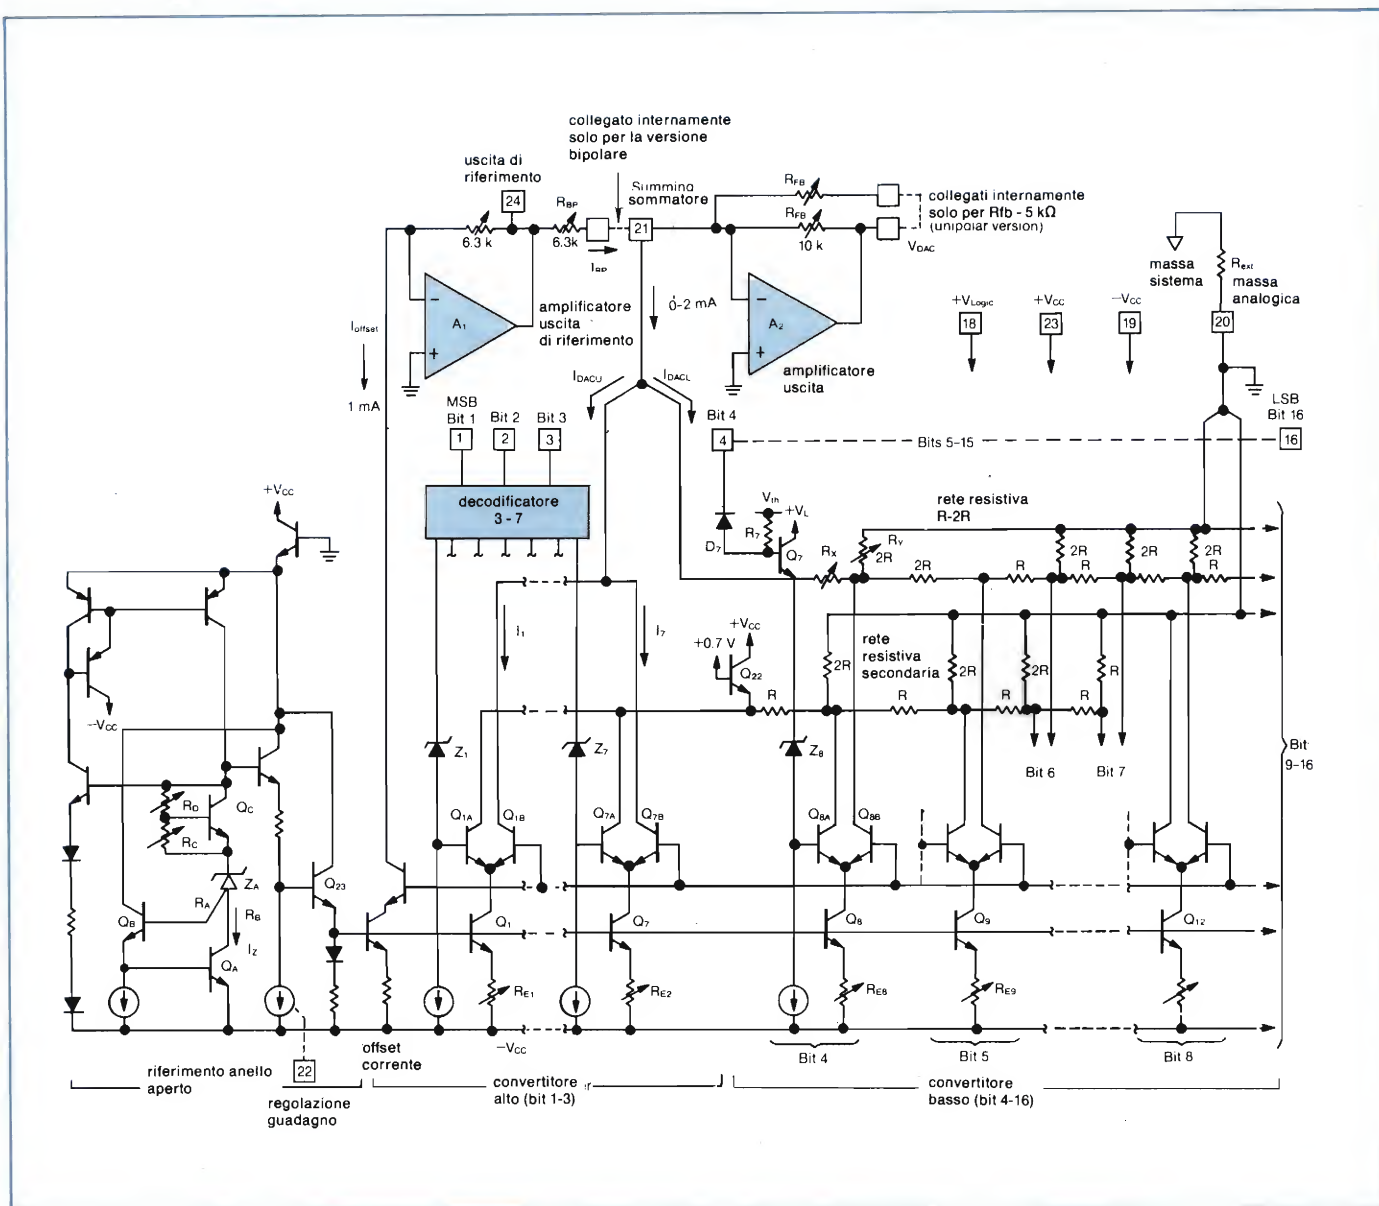 collegato internamente
solo per la versione
bipolare
uscita di
riferimento
24
RBP
6.3 k
6.3k
IBP
Summing
sommatore
21
RFB
RFB
10 k
collegati internamente
solo per Rfb - 5 kΩ
(unipolar version)
VDAC
massa
sistema
Rext
massa
analogica
20
+VLogic
18
+VCC
23
−VCC
19
A1
amplificatore
uscita
di riferimento
0-2 mA
A2
amplificatore
uscita
Ioffset
1 mA
IDACU
IDACL
MSB
Bit 1
Bit 2
Bit 3
1
2
3
Bit 4
4
Bits 5-15
LSB
Bit 16
16
decodificatore
3 - 7
+VCC
Vth
+VL
R7
D7
Q7
RX
RY
2R
rete resistiva
R-2R
2R
2R
2R
2R
R
R
R
I1
I7
+0.7 V
+VCC
Q22
rete
resistiva
secondaria
2R
2R
2R
R
R
R
R
R
−VCC
Z1
Z7
Z8
Bit 6
Bit 7
Bit
9-16
RD
RC
QC
Q1A
Q1B
Q7A
Q7B
Q8A
Q8B
ZA
RA
RB
IZ
QB
QA
Q23
Q1
Q7
Q8
Q9
Q12
RE1
RE2
RE8
RE9
−VCC
Bit 4
Bit 5
Bit 8
riferimento anello
aperto
22
regolazione
guadagno
offset
corrente
convertitore r
alto (bit 1-3)
convertitore
basso (bit 4-16)